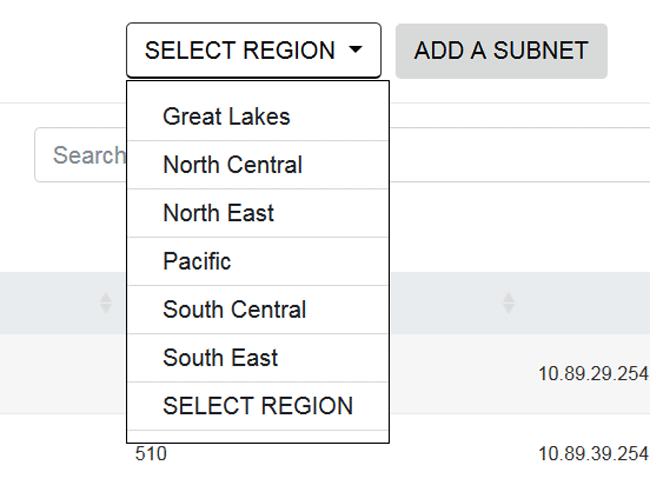 SELECT REGION
ADD A SUBNET
Great Lakes
Search
North Central
North East
Pacific
South Central
South East
10.89.29.254
SELECT REGION
510
10.89.39.254